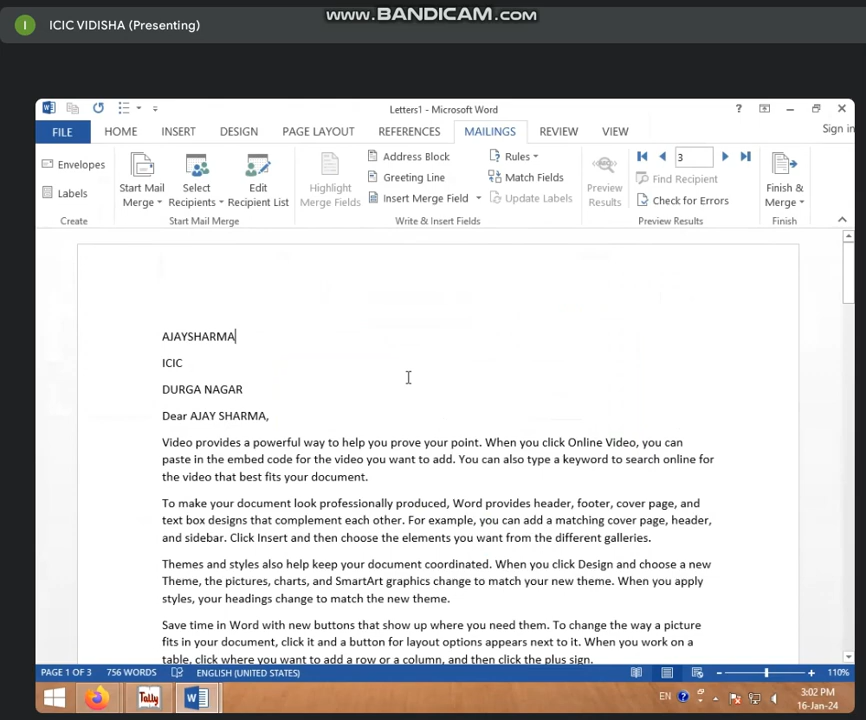 www.BANDICAM.com
I ICIC VIDISHA (Presenting)
Letters1 - Microsoft Word
?
FILE HOME INSERT DESIGN PAGE LAYOUT REFERENCES MAILINGS REVIEW VIEW Sign in
Envelopes
Labels
Create
Start Mail
Merge
Select
Recipients
Edit
Recipient List
Start Mail Merge
Highlight
Merge Fields
Address Block
Greeting Line
Insert Merge Field
Rules
Match Fields
Update Labels
Write & Insert Fields
ABC
Preview
Results
3
Find Recipient
Check for Errors
Preview Results
Finish &
Merge
Finish
AJAYSHARMA
ICIC
DURGA NAGAR
Dear AJAY SHARMA,
Video provides a powerful way to help you prove your point. When you click Online Video, you can
paste in the embed code for the video you want to add. You can also type a keyword to search online for
the video that best fits your document.
To make your document look professionally produced, Word provides header, footer, cover page, and
text box designs that complement each other. For example, you can add a matching cover page, header,
and sidebar. Click Insert and then choose the elements you want from the different galleries.
Themes and styles also help keep your document coordinated. When you click Design and choose a new
Theme, the pictures, charts, and SmartArt graphics change to match your new theme. When you apply
styles, your headings change to match the new theme.
Save time in Word with new buttons that show up where you need them. To change the way a picture
fits in your document, click it and a button for layout options appears next to it. When you work on a
table, click where you want to add a row or a column, and then click the plus sign.
PAGE 1 OF 3 756 WORDS ENGLISH (UNITED STATES) 110%
Tally
EN
3:02 PM
16-Jan-24